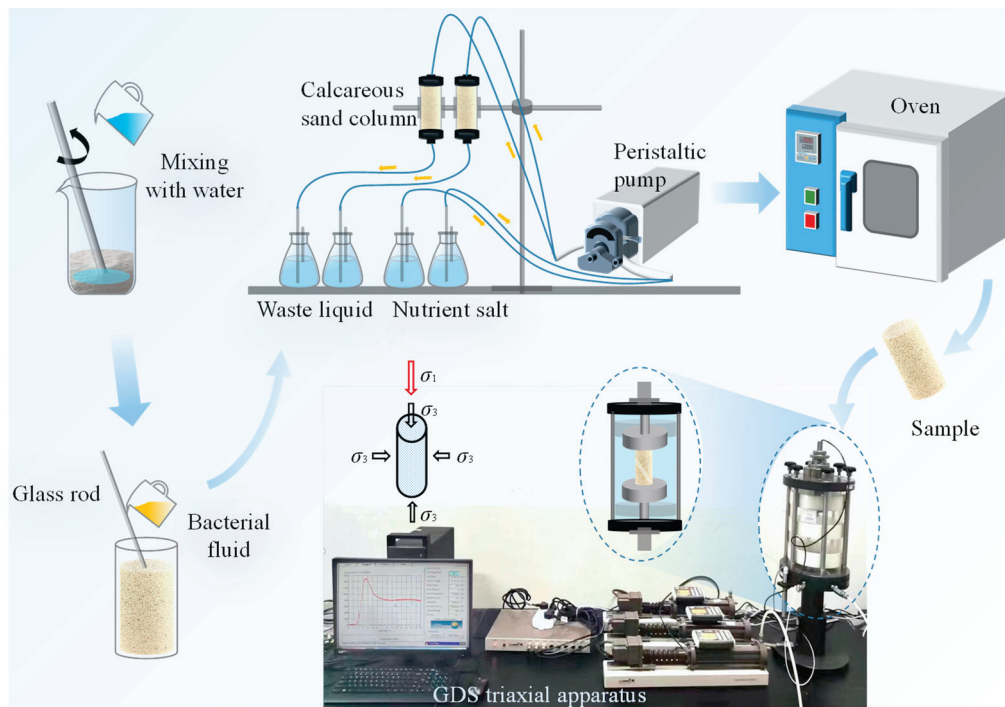 Mixing
with water
Calcareous
sand column
Peristaltic
pump
Oven
Waste liquid
Nutrient salt
Glass rod
Bacterial
fluid
Sample
σ1
σ3
σ3
σ3
σ3
GDS triaxial apparatus